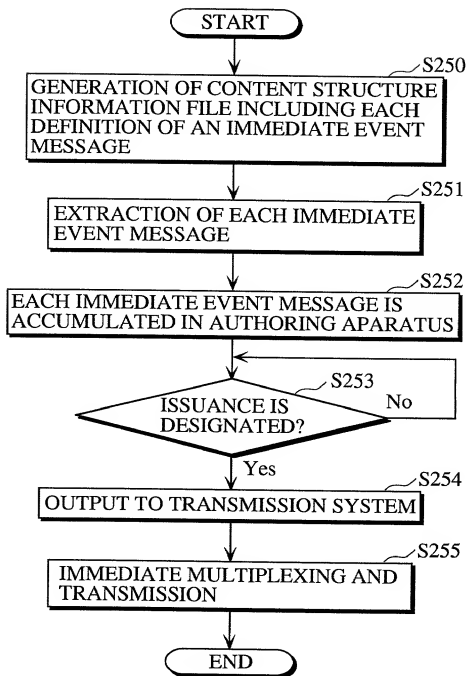 START
S250
GENERATION OF CONTENT STRUCTURE
INFORMATION FILE INCLUDING EACH
DEFINITION OF AN IMMEDIATE EVENT
MESSAGE
S251
EXTRACTION OF EACH IMMEDIATE
EVENT MESSAGE
S252
EACH IMMEDIATE EVENT MESSAGE IS
ACCUMULATED IN AUTHORING APPARATUS
S253
ISSUANCE IS
DESIGNATED?
No
Yes
S254
OUTPUT TO TRANSMISSION SYSTEM
S255
IMMEDIATE MULTIPLEXING AND
TRANSMISSION
END